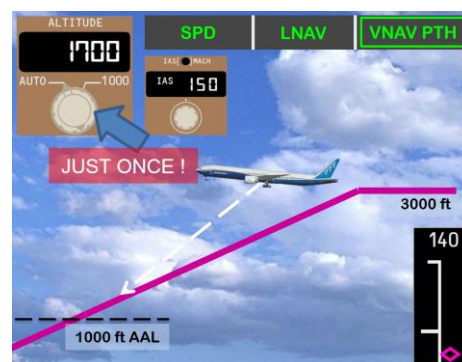 ALTITUDE
1700
AUTO
1000
IAS
MACH
IAS 150
SPD
LNAV
VNAV PTH
JUST ONCE !
3000 ft
140
1000 ft AAL